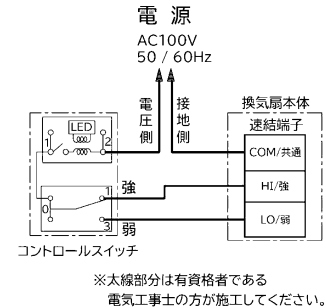 電源
AC100V
50 / 60Hz
電圧側
接地側
換気扇本体
速結端子
LED
1
2
COM/共通
HI/強
LO/弱
0
1
強
3
弱
コントロールスイッチ
※太線部分は有資格者である
電気工事士の方が施工してください。